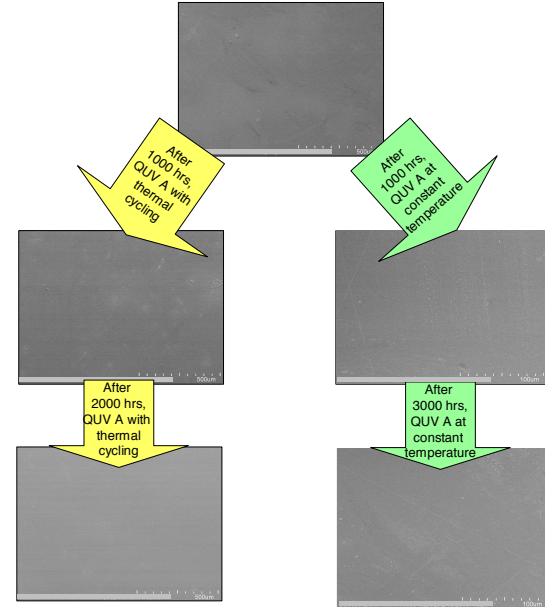 500um
After
1000 hrs,
QUV A with
thermal
cycling
After
1000 hrs,
QUV A at
constant
temperature
500um
100um
After
2000 hrs,
QUV A with
thermal
cycling
After
3000 hrs,
QUV A at
constant
temperature
500um
100um